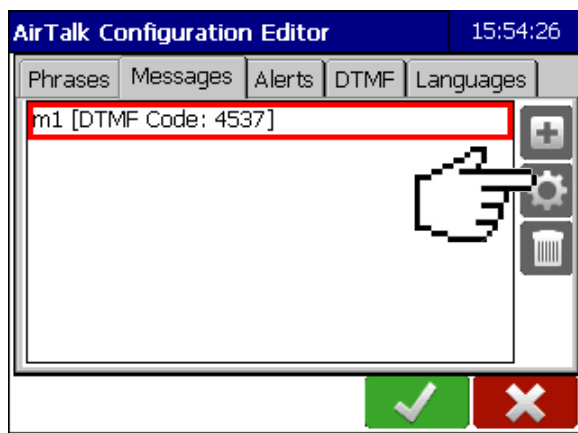 AirTalk Configuration Editor 15:54:26
Phrases Messages Alerts DTMF Languages
m1 [DTMF Code: 4537]